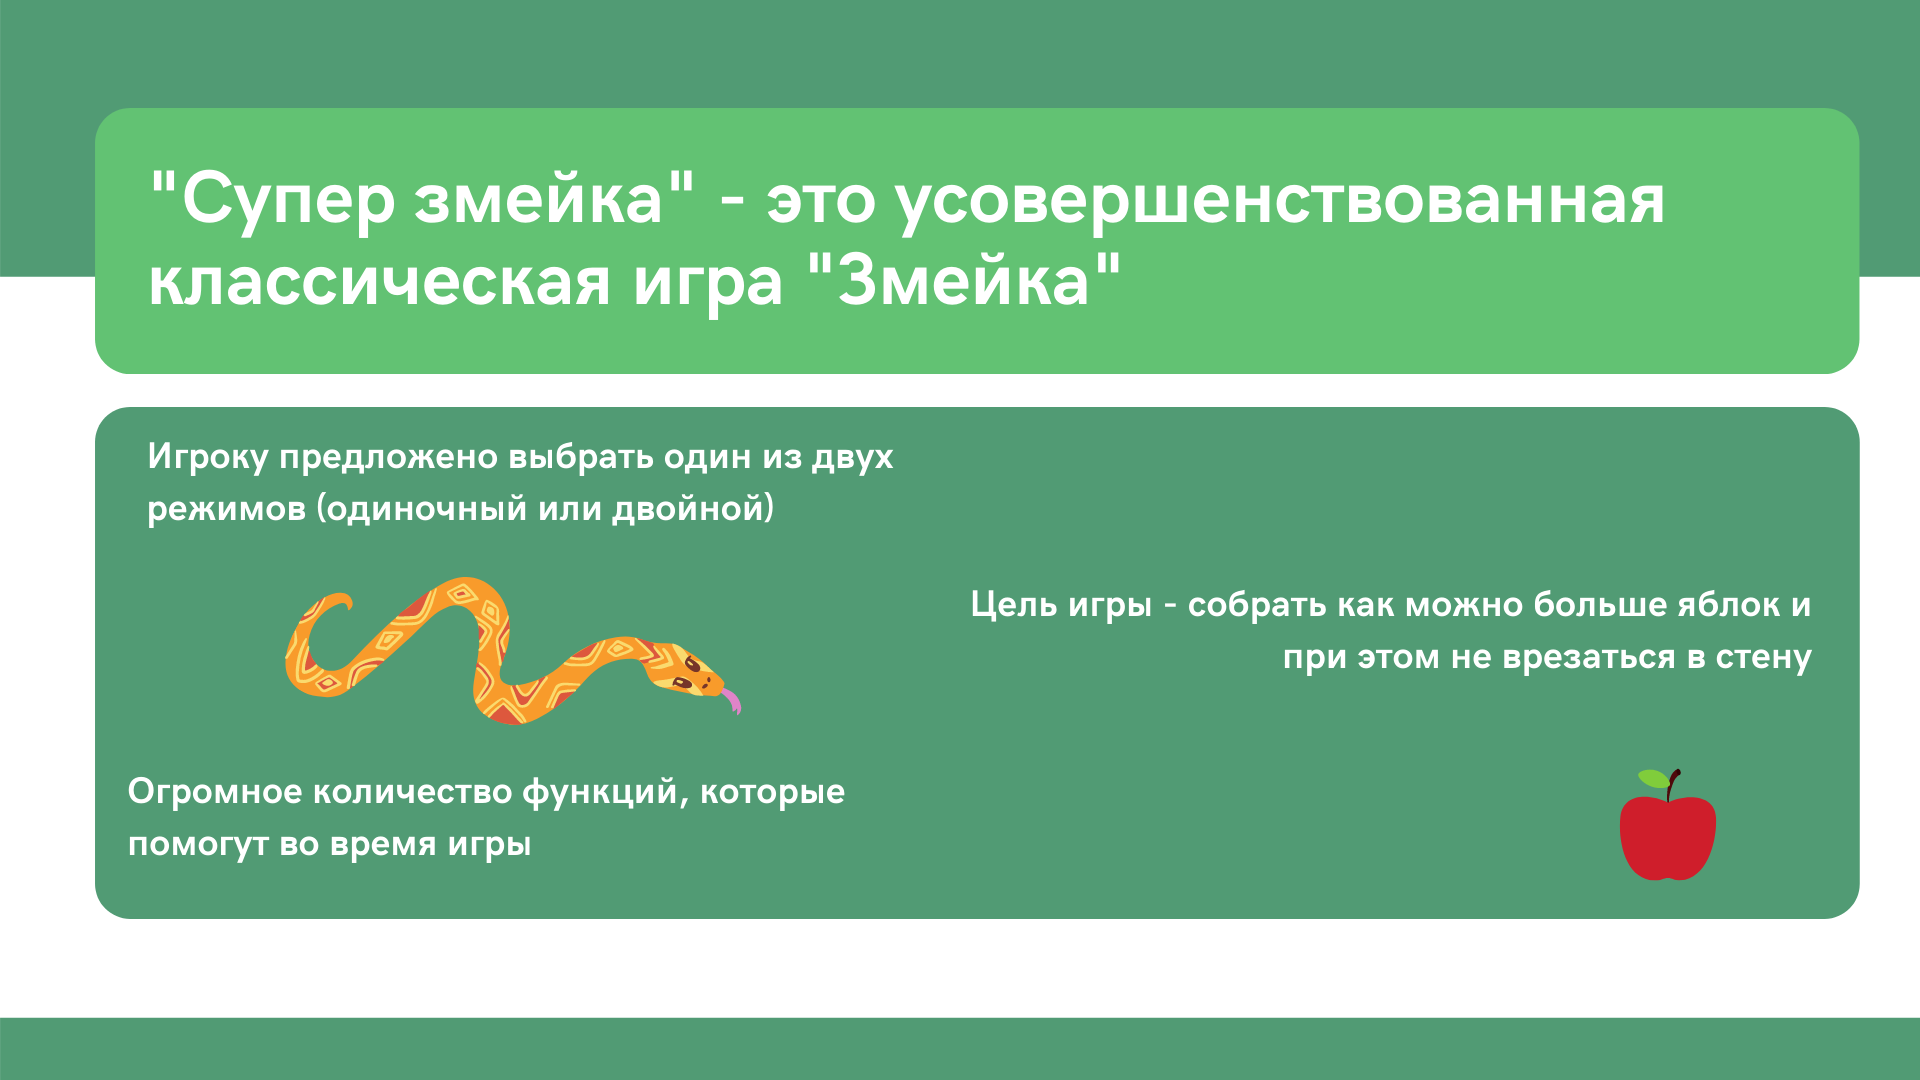 "Супер змейка" - это усовершенствованная
классическая игра "Змейка"
Игроку предложено выбрать один из двух
режимов (одиночный или двойной)
Цель игры - собрать как можно больше яблок и
при этом не врезаться в стену
Огромное количество функций, которые
помогут во время игры